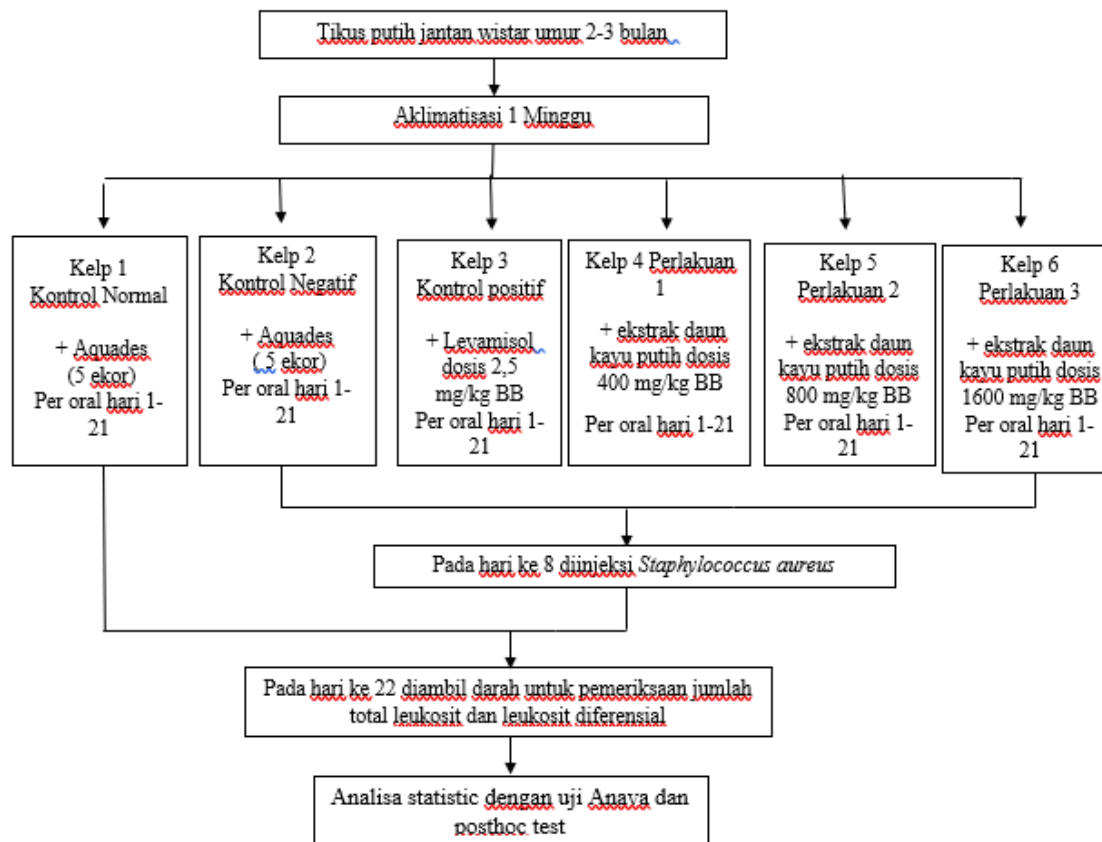 Tikus putih jantan wistar umur 2-3 bulan
Aklimatisasi 1 Minggu
Kelp 1
Kontrol Normal
+ Aquades
(5 ekor)
Per oral hari 1-
21
Kelp 2
Kontrol Negatif
+ Aquades
( 5 ekor)
Per oral hari 1-
21
Kelp 3
Kontrol positif
+ Levamisol
dosis 2,5
mg/kg BB
Per oral hari 1-
21
Kelp 4 Perlakuan
1
+ ekstrak daun
kayu putih dosis
400 mg/kg BB
Per oral hari 1-21
Kelp 5
Perlakuan 2
+ ekstrak daun
kayu putih dosis
800 mg/kg BB
Per oral hari 1-
21
Kelp 6
Perlakuan 3
+ ekstrak daun
kayu putih dosis
1600 mg/kg BB
Per oral hari 1-
21
Pada hari ke 8 diinjeksi Staphylococcus aureus
Pada hari ke 22 diambil darah untuk pemeriksaan jumlah
total leukosit dan leukosit diferensial
Analisa statistic dengan uji Anava dan
posthoc test